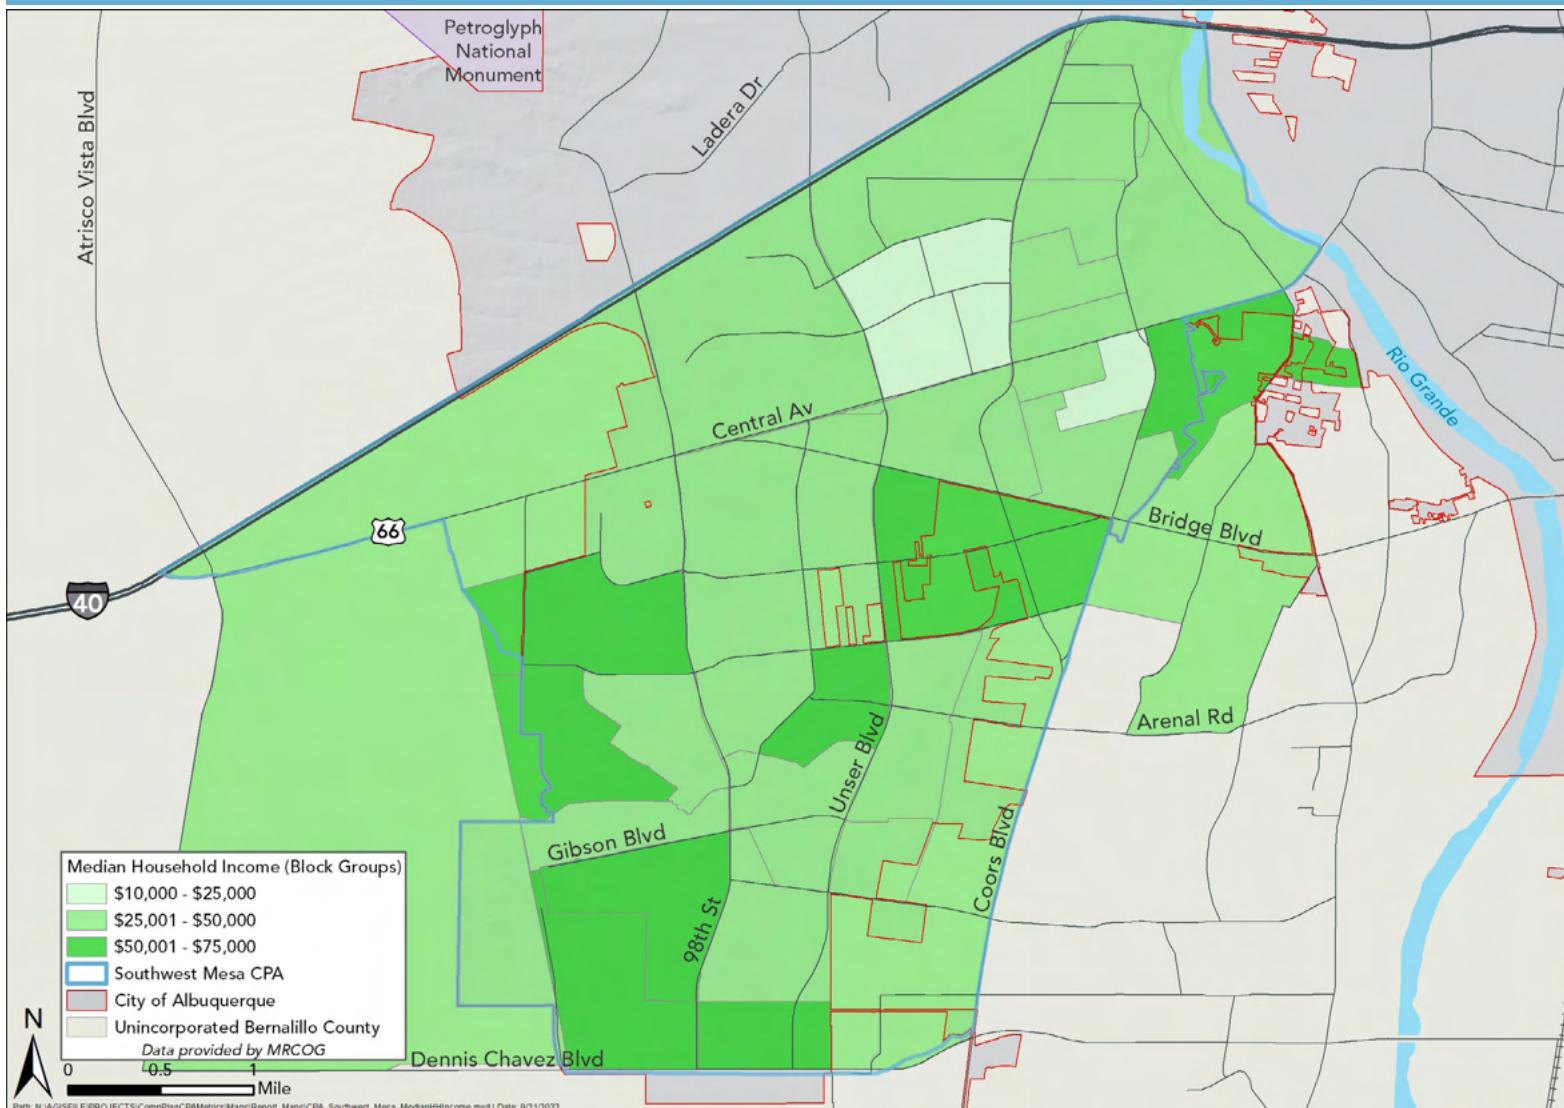 Petroglyph
National
Monument
Ladera Dr
Atrisco Vista Blvd
Rio Grande
Central Av
66
Bridge Blvd
40
Arenal Rd
Unser Blvd
Gibson Blvd
Coors Blvd
98th St
Dennis Chavez Blvd
Median Household Income (Block Groups)
$10,000 - $25,000
$25,001 - $50,000
$50,001 - $75,000
Southwest Mesa CPA
City of Albuquerque
Unincorporated Bernalillo County
Data provided by MRCOG
N
0 0.5 1
Mile